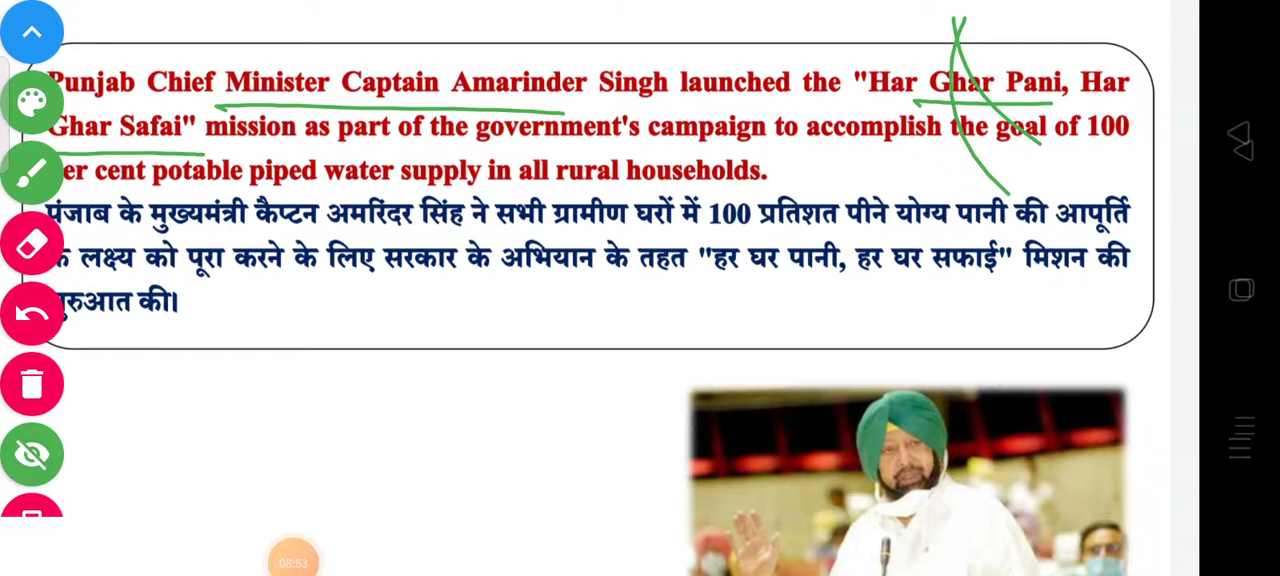 Punjab Chief Minister Captain Amarinder Singh launched the "Har Ghar Pani, Har
Ghar Safai" mission as part of the government's campaign to accomplish the goal of 100
per cent potable piped water supply in all rural households.
पंजाब के मुख्यमंत्री कैप्टन अमरिंदर सिंह ने सभी ग्रामीण घरों में 100 प्रतिशत पीने योग्य पानी की आपूर्ति
के लक्ष्य को पूरा करने के लिए सरकार के अभियान के तहत "हर घर पानी, हर घर सफाई" मिशन की
शुरुआत की।
08:53